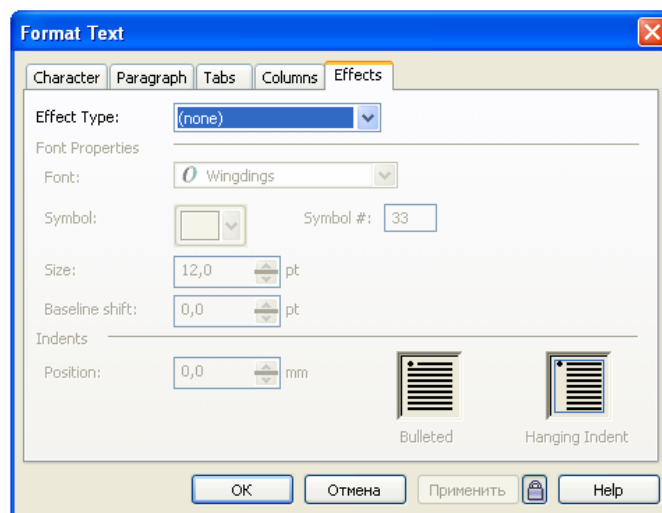 Format Text
Character Paragraph Tabs Columns Effects
Effect Type: (none)
Font Properties
Font: O Wingdings
Symbol: Symbol #: 33
Size: 12,0 pt
Baseline shift: 0,0 pt
Indents
Position: 0,0 mm
Bulleted Hanging Indent
OK Отмена Применить Help